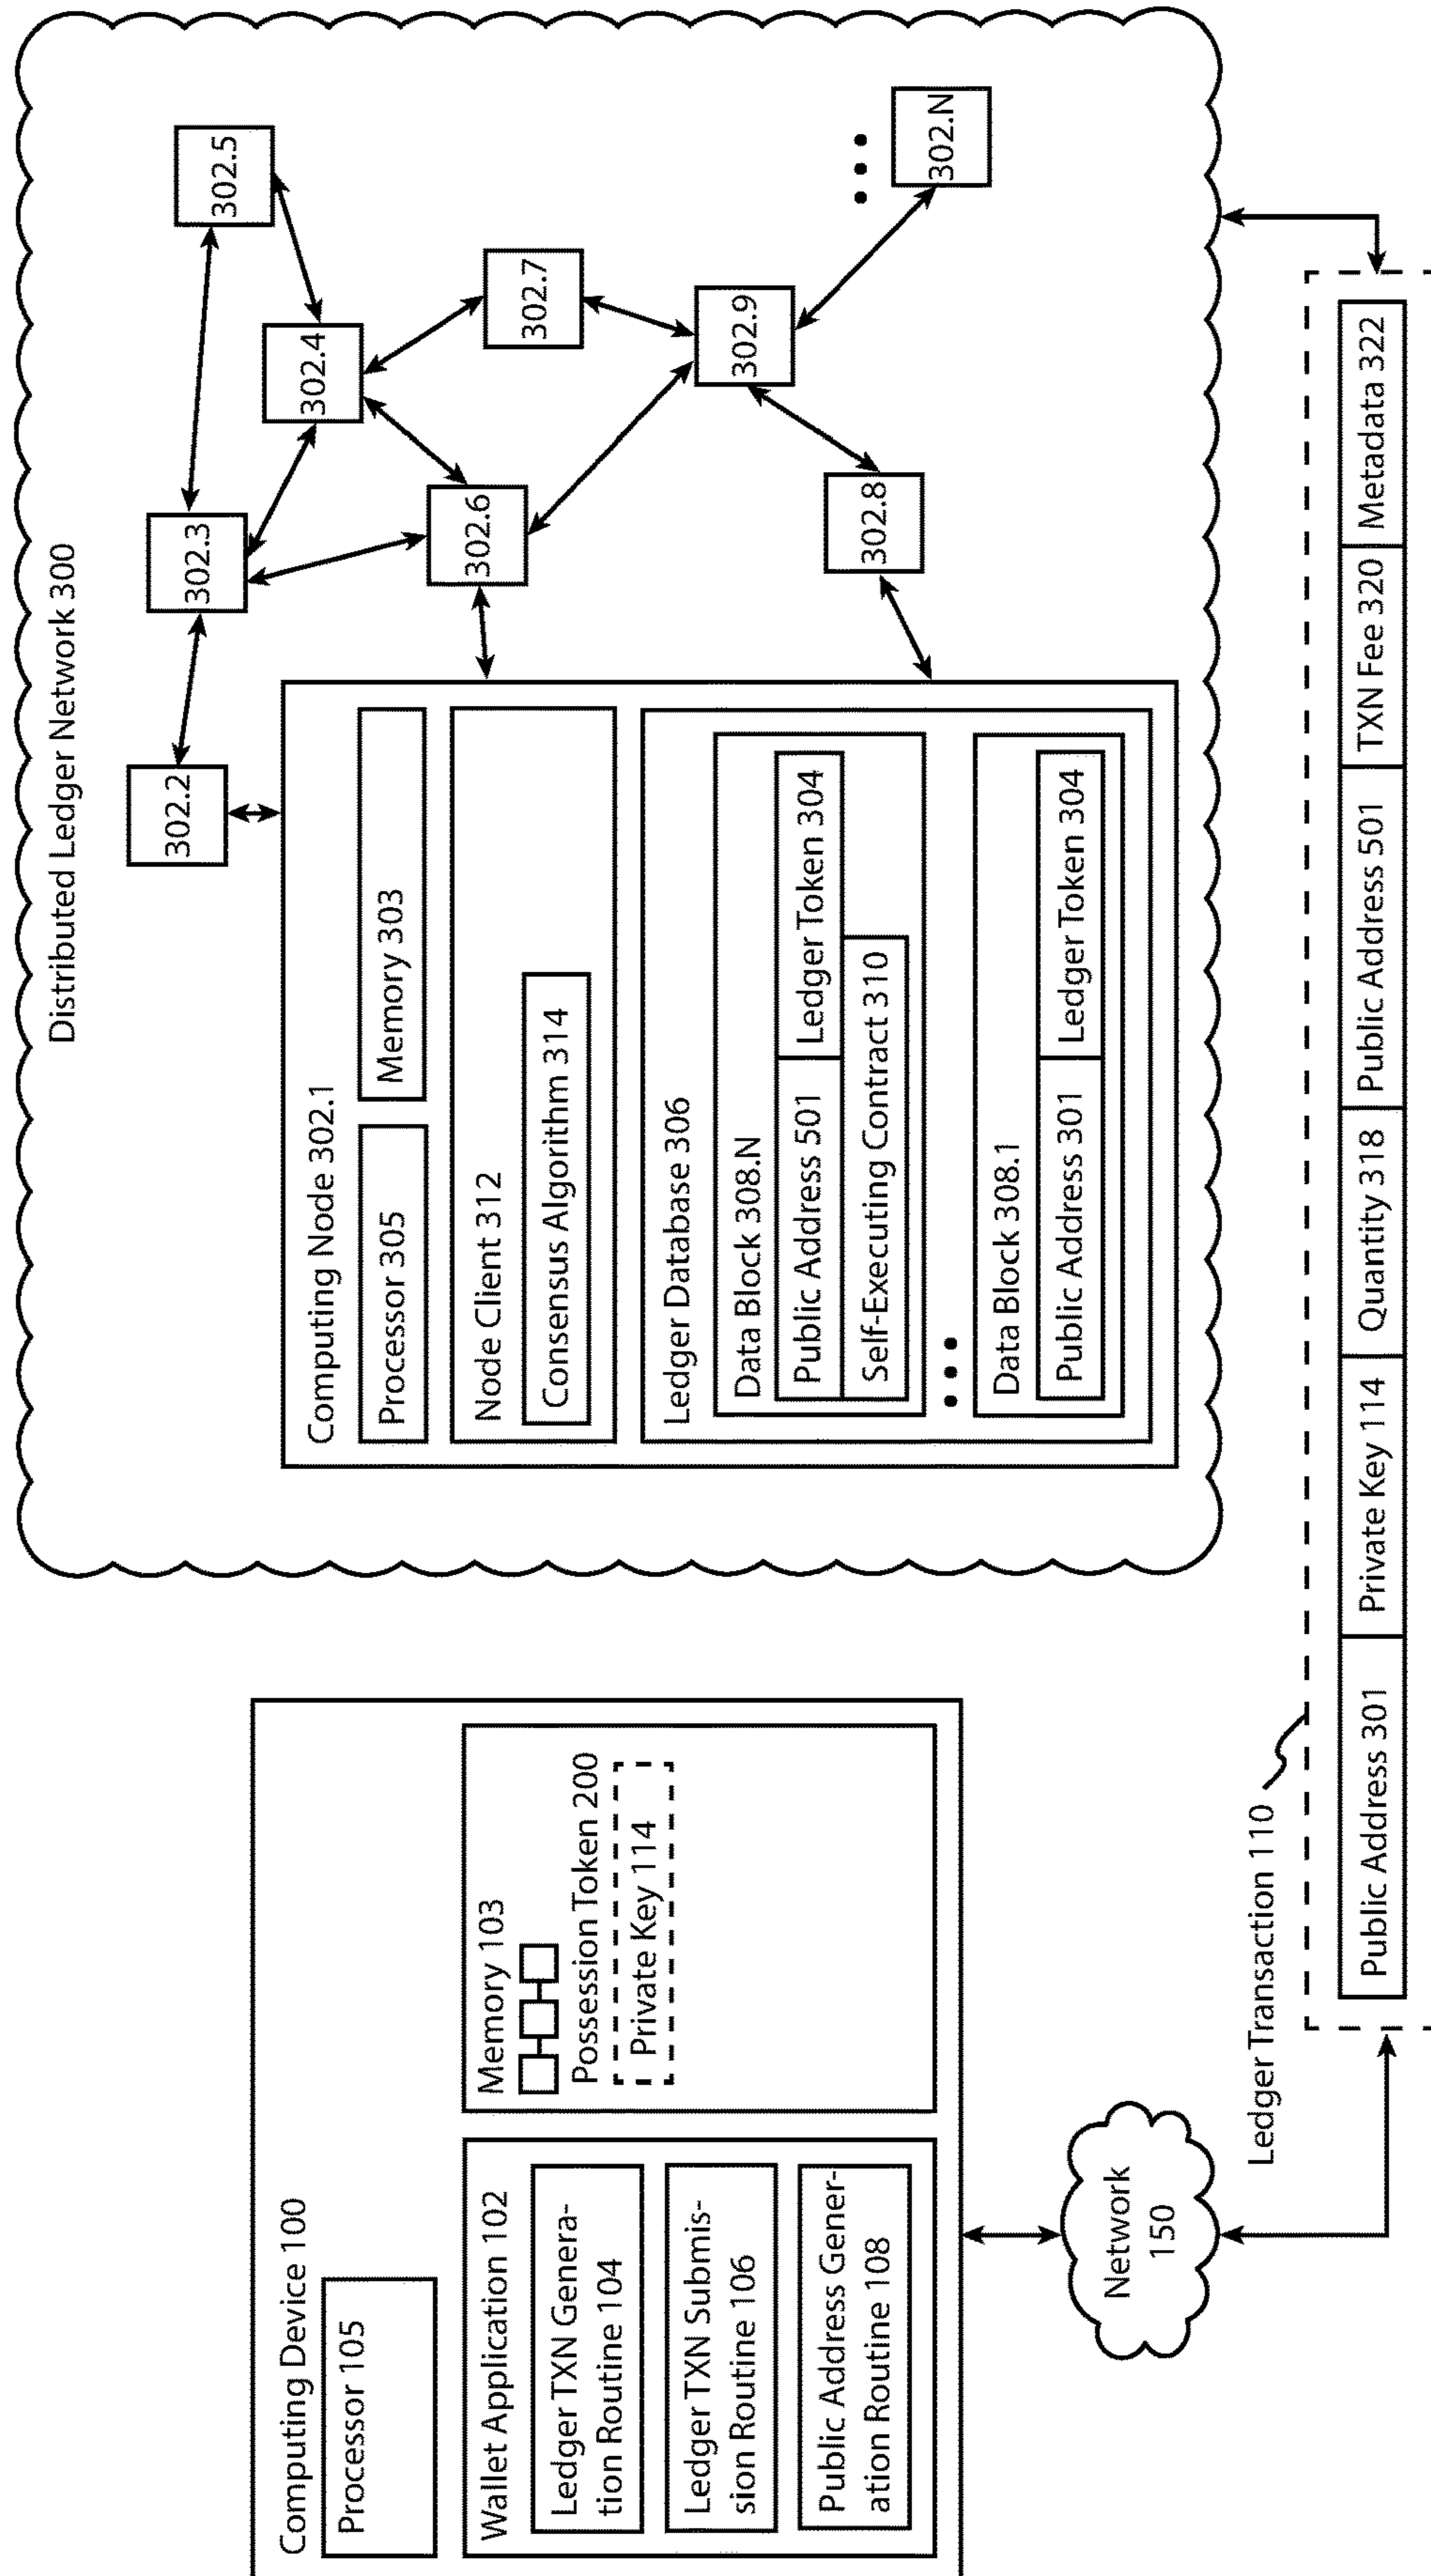 Computing Device 100
Processor 105
Wallet Application 102
Ledger TXN Genera-
tion Routine 104
Ledger TXN Submis-
sion Routine 106
Public Address Gener-
ation Routine 108
Memory 103
Possession Token 200
Private Key 114
Network
150
Ledger Transaction 110
Public Address 301
Private Key 114
Quantity 318
Public Address 501
TXN Fee 320
Metadata 322
Distributed Ledger Network 300
Computing Node 302.1
Processor 305
Memory 303
Node Client 312
Consensus Algorithm 314
Ledger Database 306
Data Block 308.N
Public Address 501
Ledger Token 304
Self-Executing Contract 310
Data Block 308.1
Public Address 301
Ledger Token 304
302.2
302.3
302.4
302.5
302.6
302.7
302.8
302.9
302.N